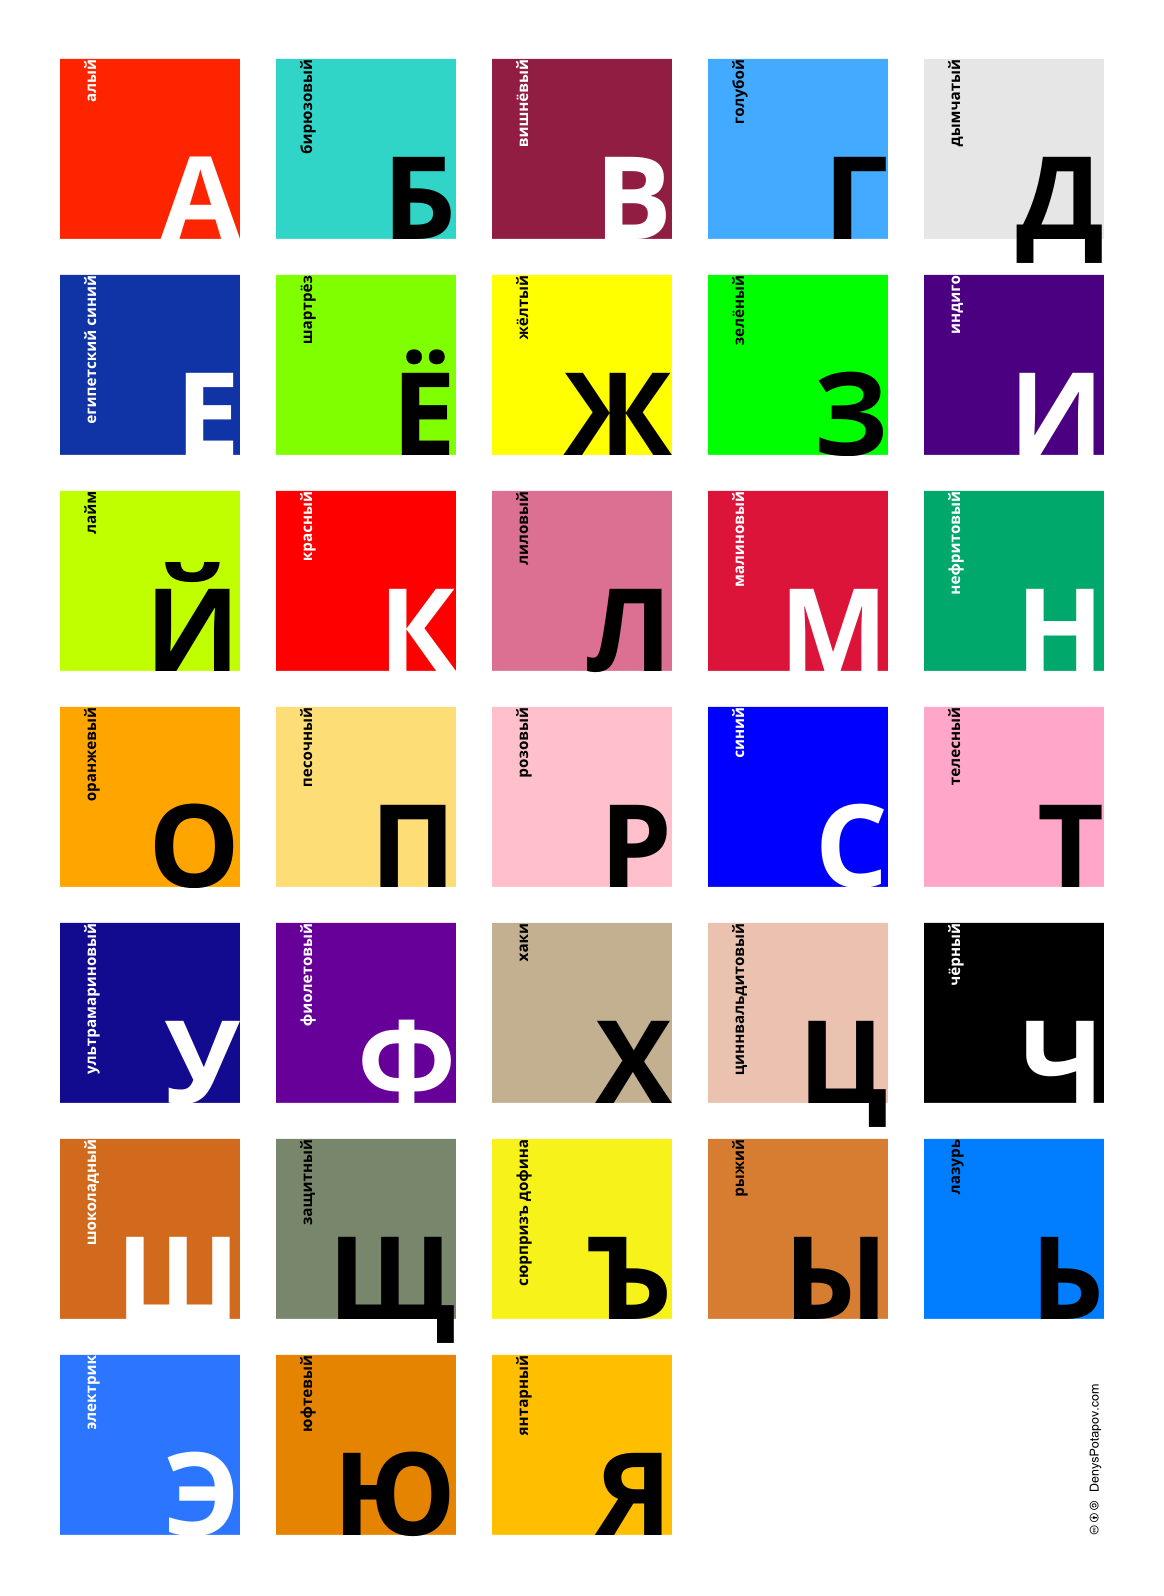 алый
А
бирюзовый
Б
вишнёвый
В
голубой
Г
дымчатый
Д
египетский синий
Е
шартрёз
Ё
жёлтый
Ж
зелёный
З
индиго
И
лайм
Й
красный
К
лиловый
Л
малиновый
М
нефритовый
Н
оранжевый
О
песочный
П
розовый
Р
синий
С
телесный
Т
ультрамариновый
У
фиолетовый
Ф
хаки
Х
циннвальдитовый
Ц
чёрный
Ч
шоколадный
Ш
защитный
Щ
сюрпризъ дофина
Ъ
рыжий
Ы
лазурь
Ь
электрик
Э
юфтевый
Ю
янтарный
Я
DenysPotapov.com